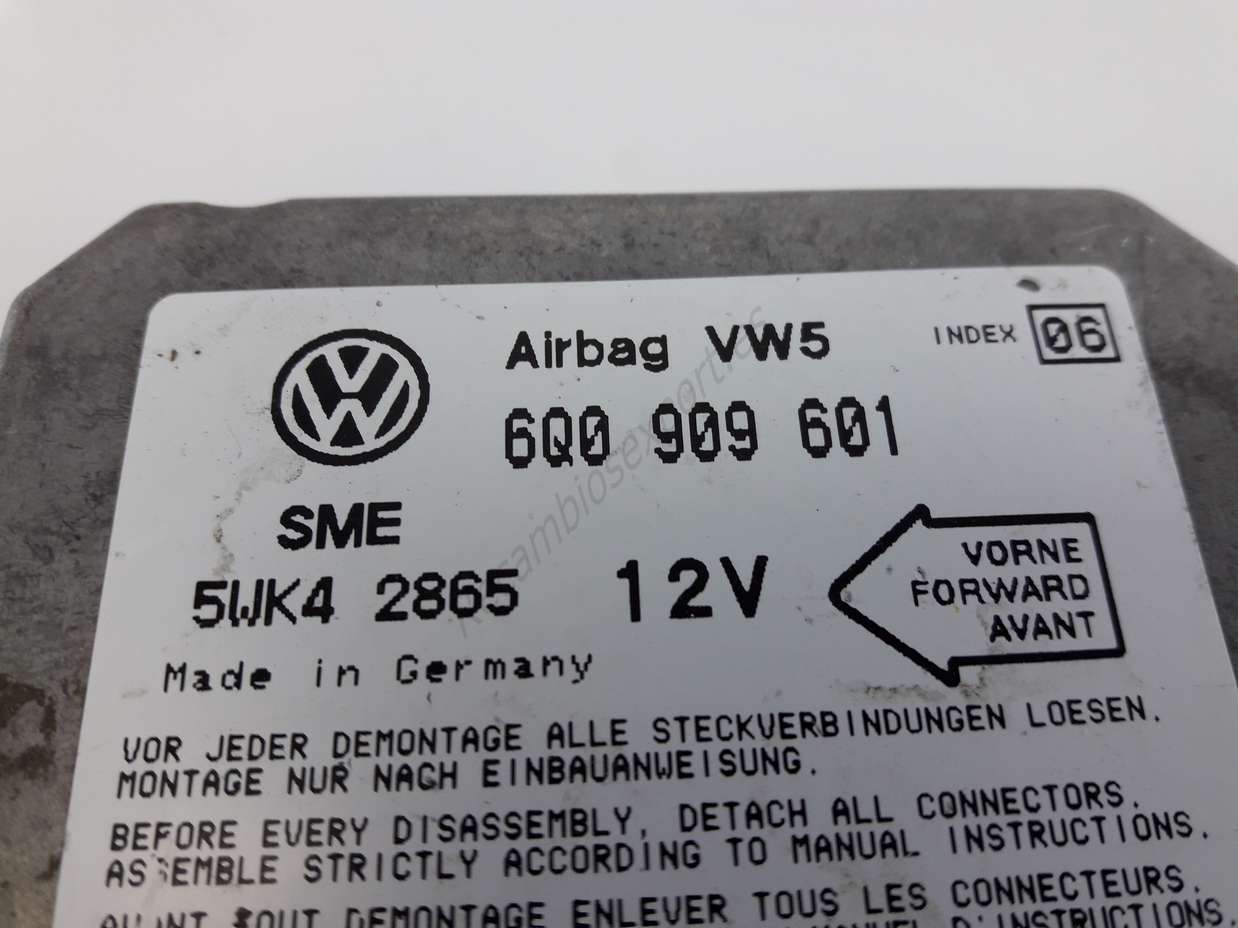 Airbag VW5 INDEX 06
6Q0 909 601
SME
VORNE
FORWARD
AVANT
5WK4 2865 12V
Made in Germany
VOR JEDER DEMONTAGE ALLE STECKVERBINDUNGEN LOESEN.
MONTAGE NUR NACH EINBAUANWEISUNG.
BEFORE EVERY DISASSEMBLY, DETACH ALL CONNECTORS.
ASSEMBLE STRICTLY ACCORDING TO MANUAL INSTRUCTIONS.
DEMONTAGE ENLEVER TOUS LES CONNECTEURS.
D'INSTRUCTIONS.